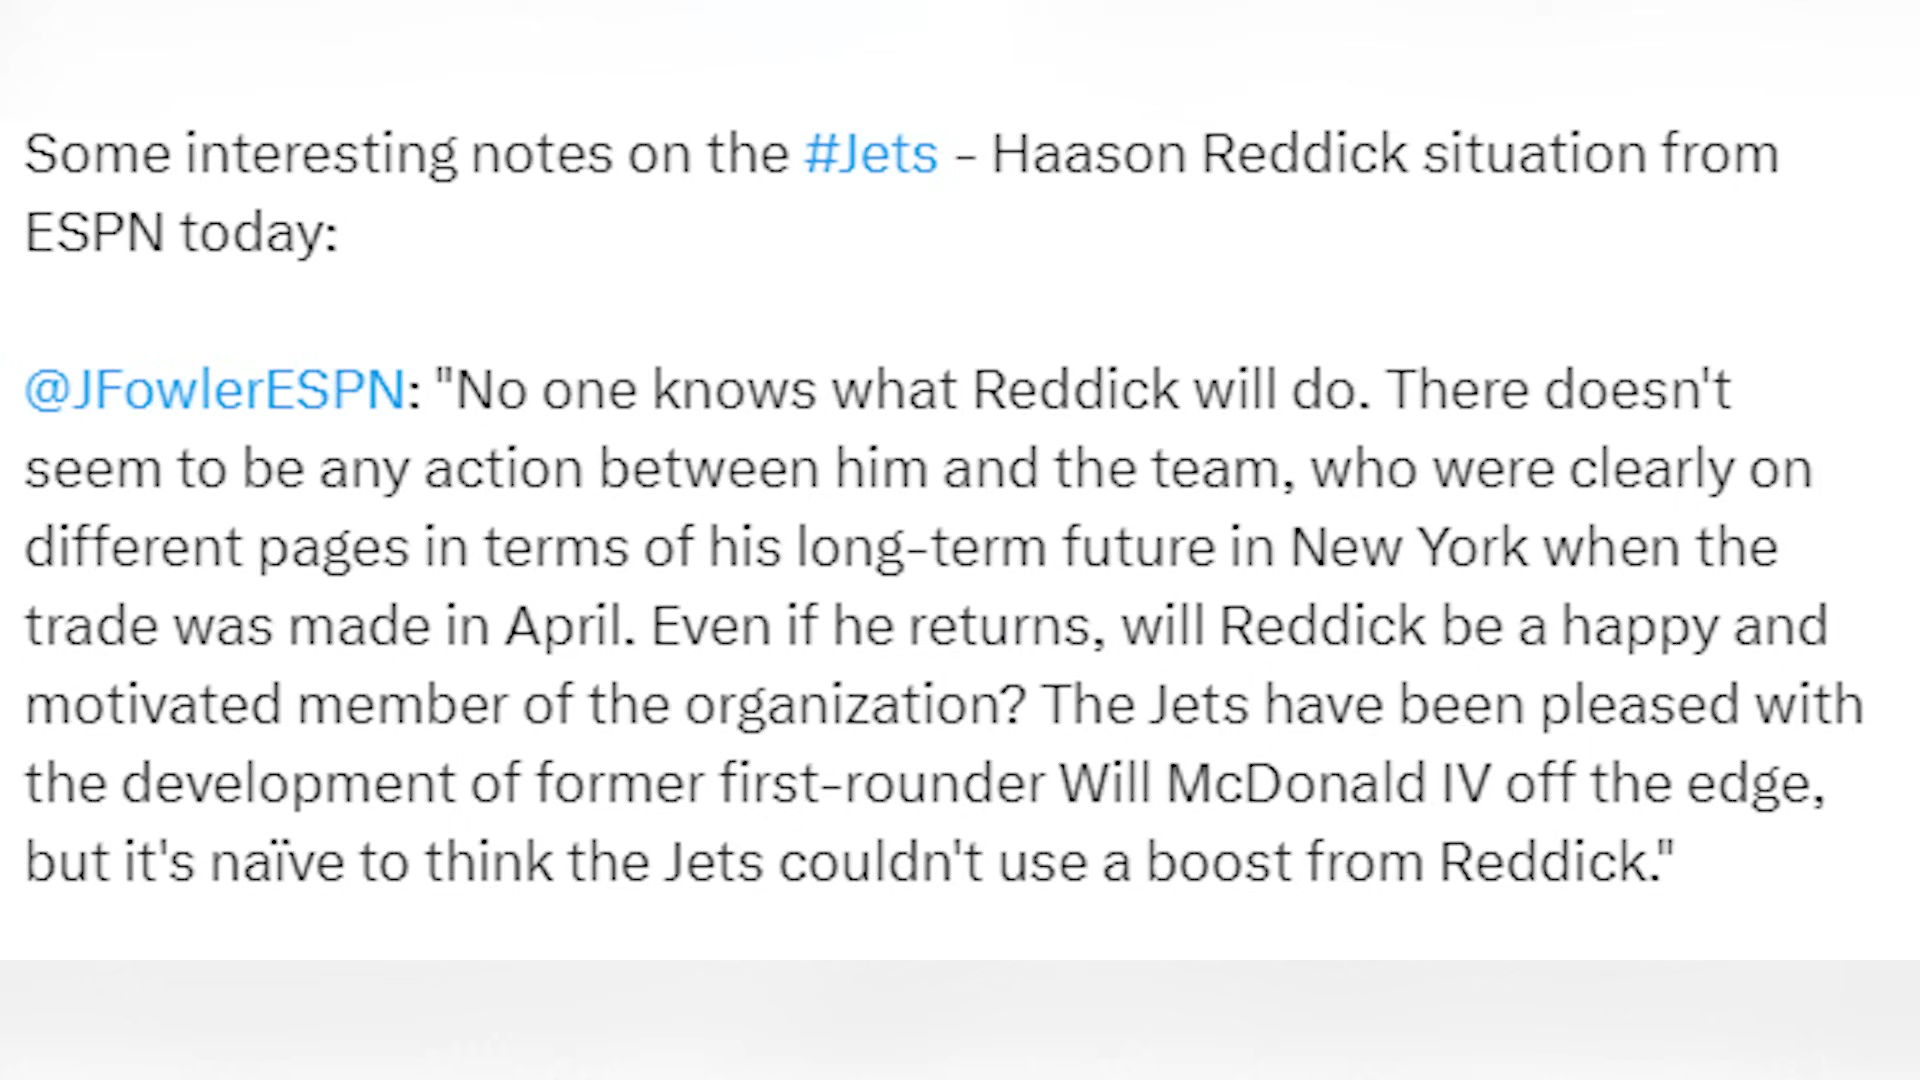 Some interesting notes on the #Jets - Haason Reddick situation from
ESPN today:
@JFowlerESPN: "No one knows what Reddick will do. There doesn't
seem to be any action between him and the team, who were clearly on
different pages in terms of his long-term future in New York when the
trade was made in April. Even if he returns, will Reddick be a happy and
motivated member of the organization? The Jets have been pleased with
the development of former first-rounder Will McDonald IV off the edge,
but it's naïve to think the Jets couldn't use a boost from Reddick."